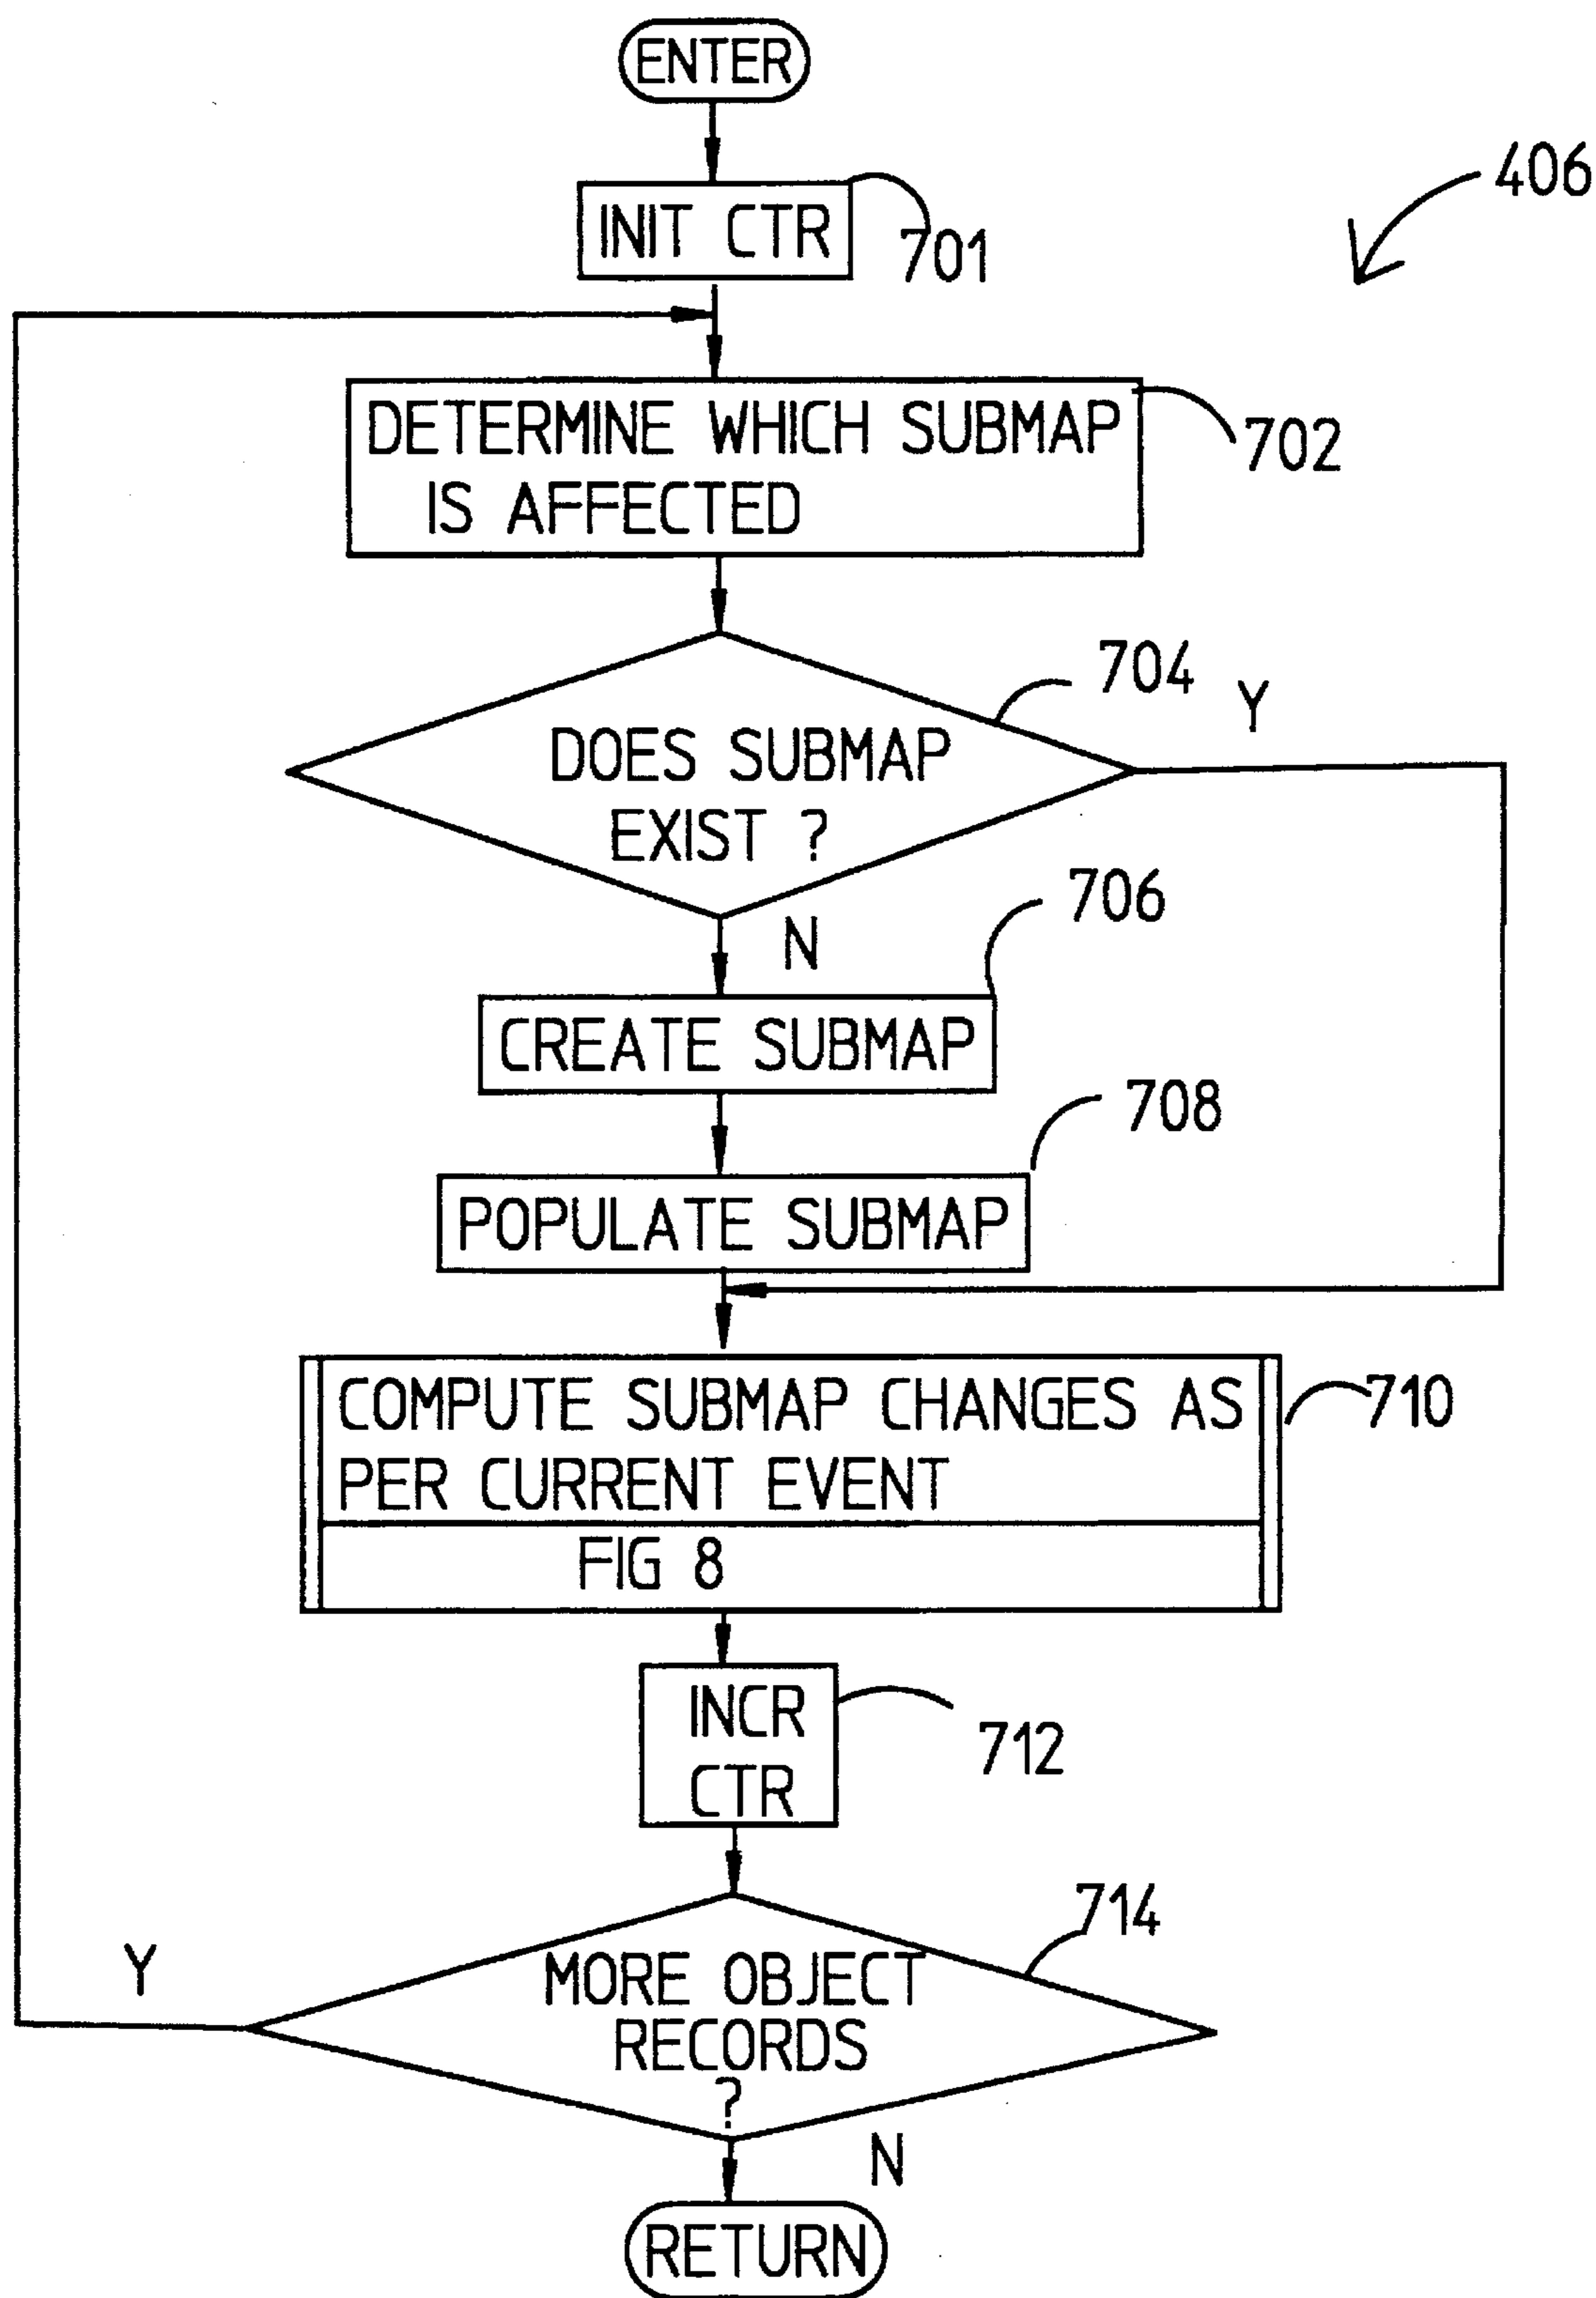 ENTER
406
INIT CTR
701
DETERMINE WHICH SUBMAP
IS AFFECTED
702
704
Y
DOES SUBMAP
EXIST ?
706
N
CREATE SUBMAP
708
POPULATE SUBMAP
COMPUTE SUBMAP CHANGES AS
PER CURRENT EVENT
710
FIG 8
INCR
CTR
712
714
Y
MORE OBJECT
RECORDS
?
N
RETURN